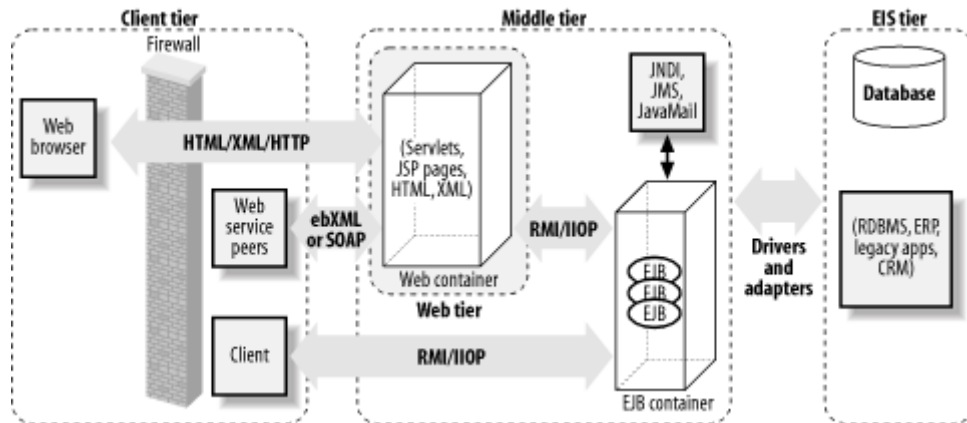 Client tier
Middle tier
EIS tier
Firewall
Web
browser
HTML/XML/HTTP
(Servlets,
JSP pages,
HTML, XML)
JNDI,
JMS,
JavaMail
Database
Web
service
peers
ebXML
or SOAP
RMI/IIOP
Web container
Web tier
EJB
EJB
EJB
Drivers
and
adapters
(RDBMS, ERP,
legacy apps,
CRM)
Client
RMI/IIOP
EJB container